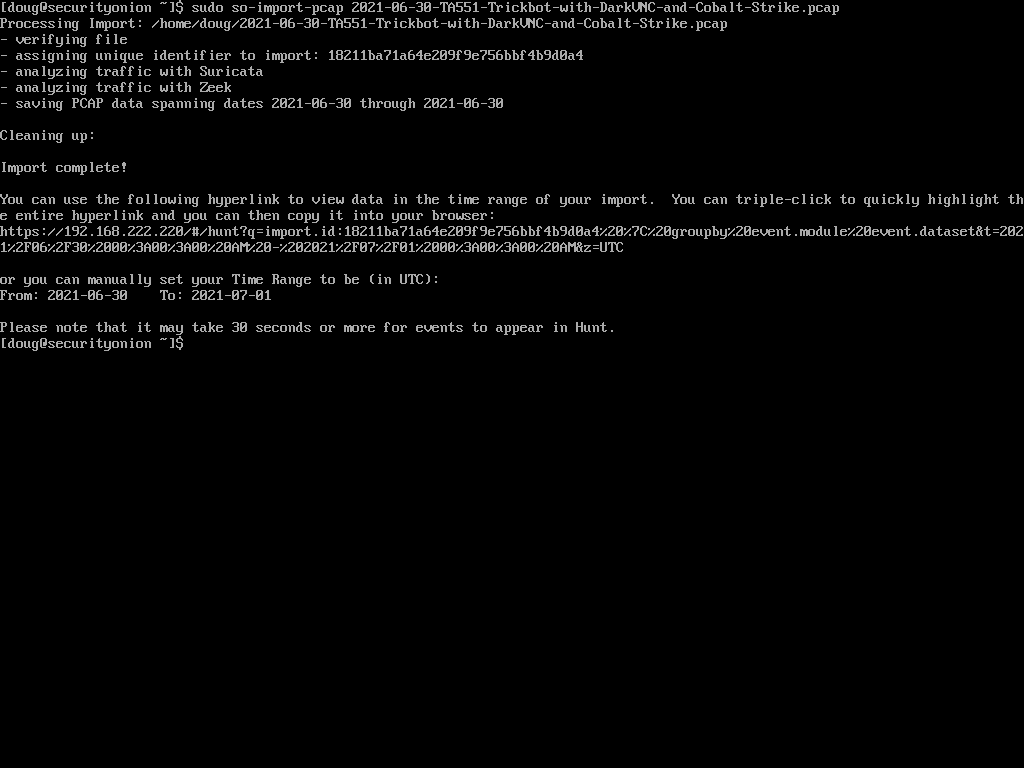 [doug@securityonion ~]$ sudo so-import-pcap 2021-06-30-TA551-Trickbot-with-DarkVNC-and-Cobalt-Strike.pcap
Processing Import: /home/doug/2021-06-30-TA551-Trickbot-with-DarkVNC-and-Cobalt-Strike.pcap
- verifying file
- assigning unique identifier to import: 18211ba71a64e209f9e756bbf4b9d0a4
- analyzing traffic with Suricata
- analyzing traffic with Zeek
- saving PCAP data spanning dates 2021-06-30 through 2021-06-30
Cleaning up:
Import complete!
You can use the following hyperlink to view data in the time range of your import.  You can triple-click to quickly highlight th
e entire hyperlink and you can then copy it into your browser:
https://192.168.222.220/#/hunt?q=import.id:18211ba71a64e209f9e756bbf4b9d0a4%20%7C%20groupby%20event.module%20event.dataset&t=202
1%2F06%2F30%2000%3A00%3A00%20AM%20-%202021%2F07%2F01%2000%3A00%3A00%20AM&z=UTC
or you can manually set your Time Range to be (in UTC):
From: 2021-06-30    To: 2021-07-01
Please note that it may take 30 seconds or more for events to appear in Hunt.
[doug@securityonion ~]$